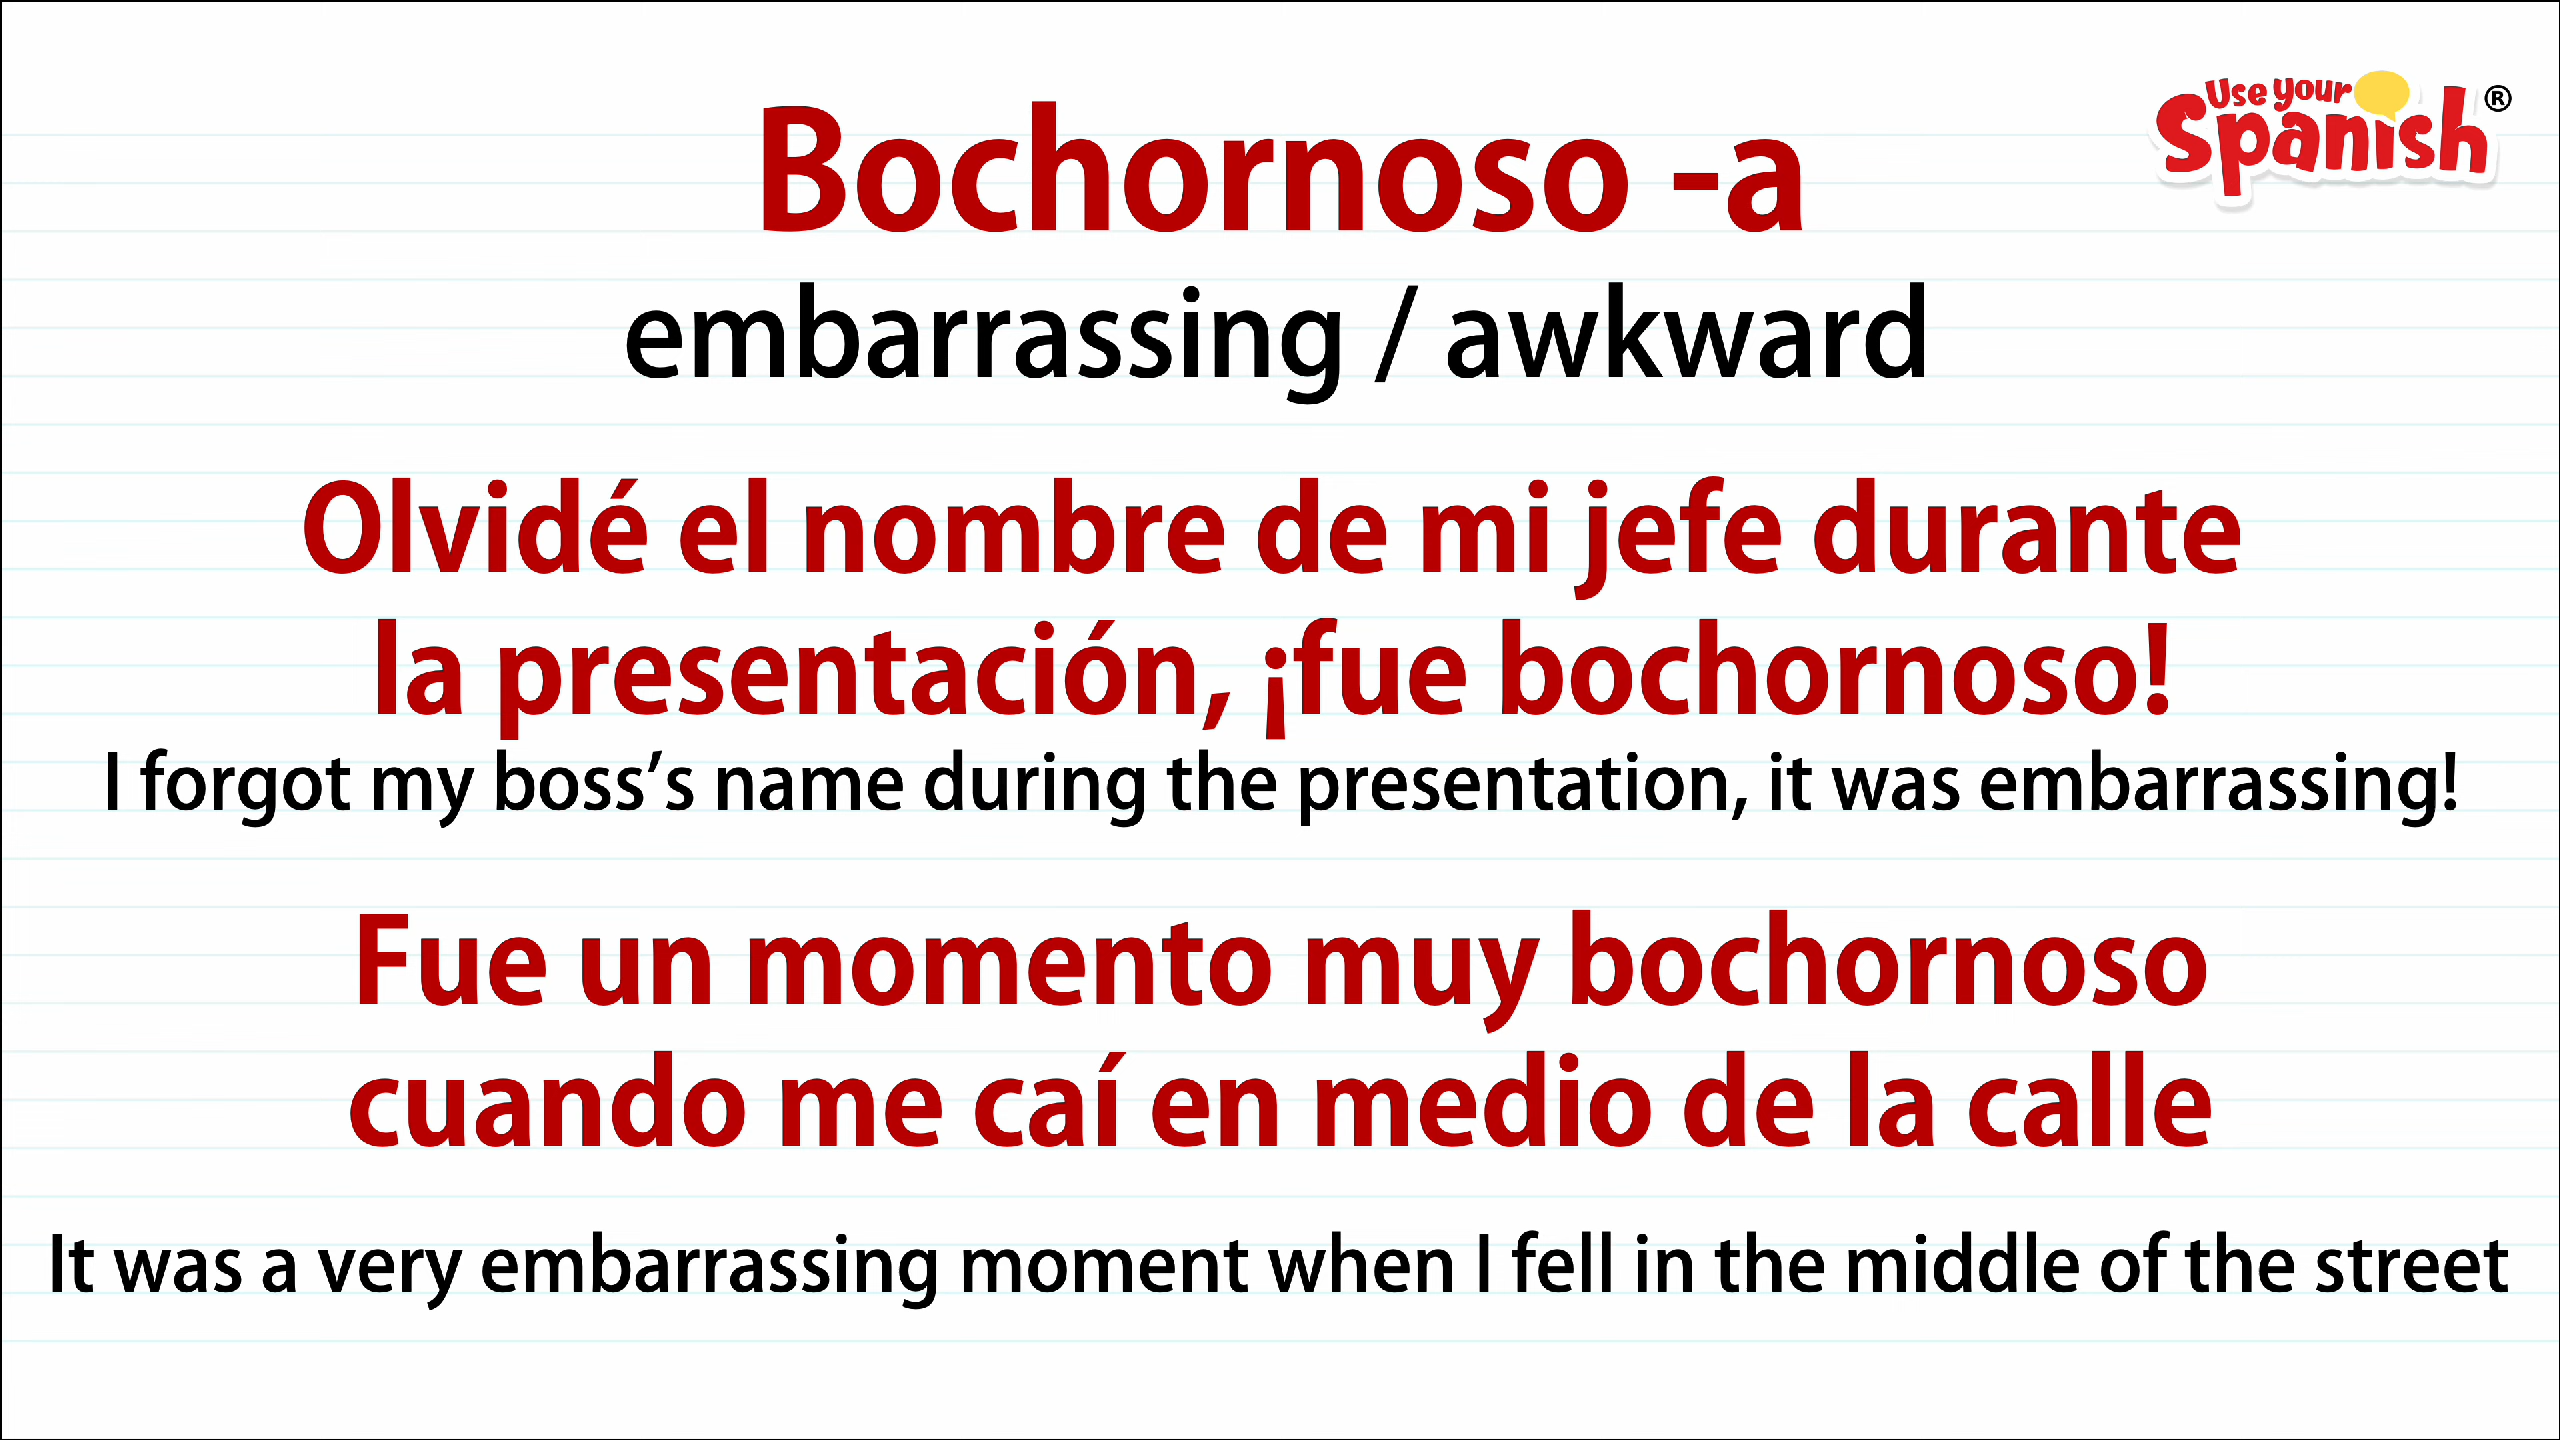 Use your
Spanish®
Bochornoso -a
embarrassing / awkward
Olvidé el nombre de mi jefe durante
la presentación, ¡fue bochornoso!
I forgot my boss’s name during the presentation, it was embarrassing!
Fue un momento muy bochornoso
cuando me caí en medio de la calle
It was a very embarrassing moment when I fell in the middle of the street